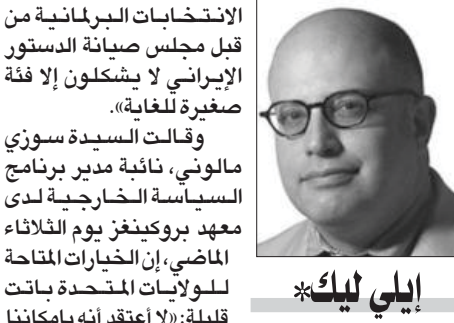 الانتخابات البرلمانية من
قبل مجلس صيانة الدستور
الإيراني لا يشكلون إلا فئة
صغيرة للغاية».
وقالت السيدة سوزي
مالوني، نائبة مدير برنامج
السياسة الخارجية لدى
معهد بروكينغز يوم الثلاثاء
الماضي، إن الخيارات المتاحة
للولايات المتحدة باتت
قليلة: «لا أعتقد أنه بإمكاننا
إيلي ليك*